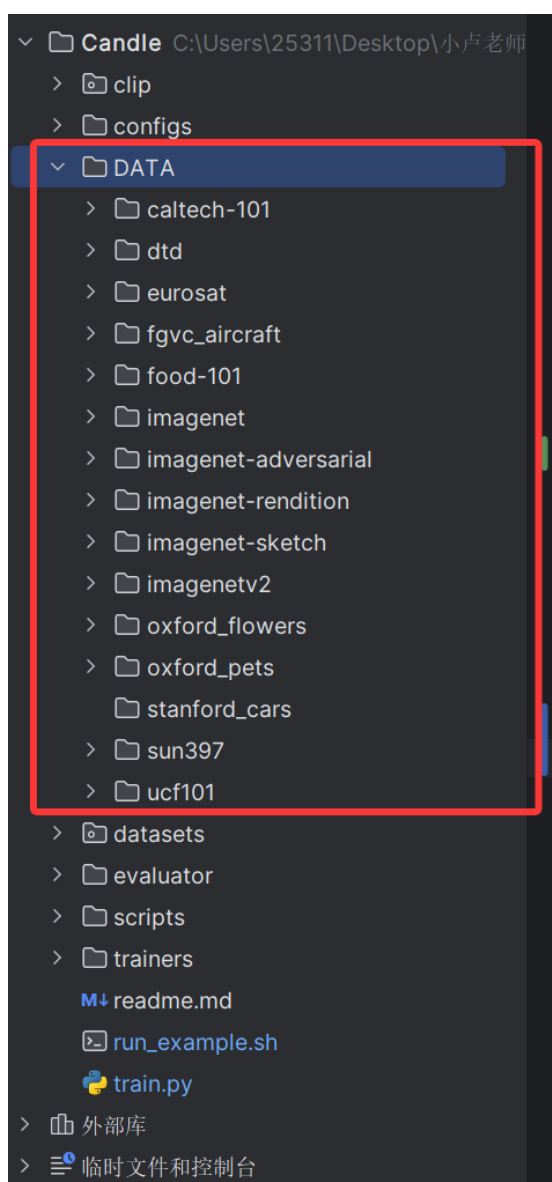 Candle C:\Users\25311\Desktop\小卢老师
clip
configs
DATA
caltech-101
dtd
eurosat
fgvc_aircraft
food-101
imagenet
imagenet-adversarial
imagenet-rendition
imagenet-sketch
imagenetv2
oxford_flowers
oxford_pets
stanford_cars
sun397
ucf101
datasets
evaluator
scripts
trainers
M↓ readme.md
run_example.sh
train.py
外部库
临时文件和控制台